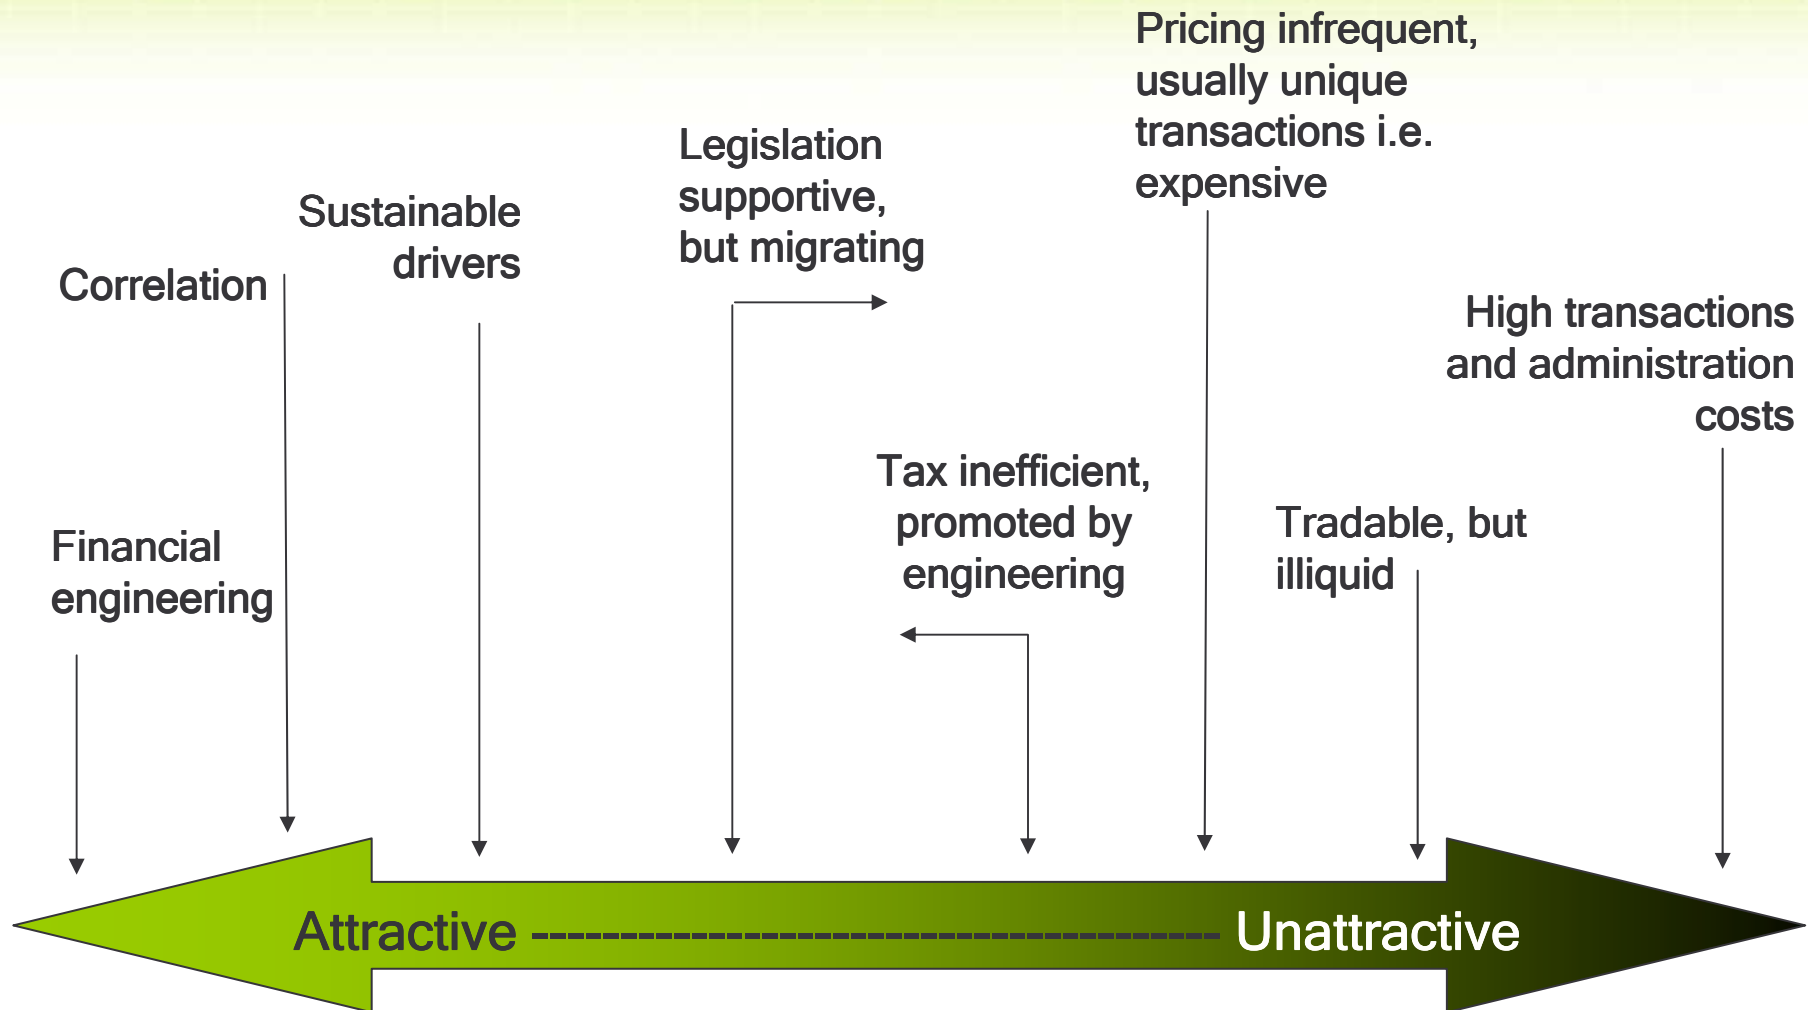 Pricing infrequent,
usually unique
transactions i.e.
expensive
Legislation
supportive,
but migrating
Sustainable
drivers
Correlation
High transactions
and administration
costs
Tax inefficient,
promoted by
engineering
Tradable, but
illiquid
Financial
engineering
Attractive
Unattractive